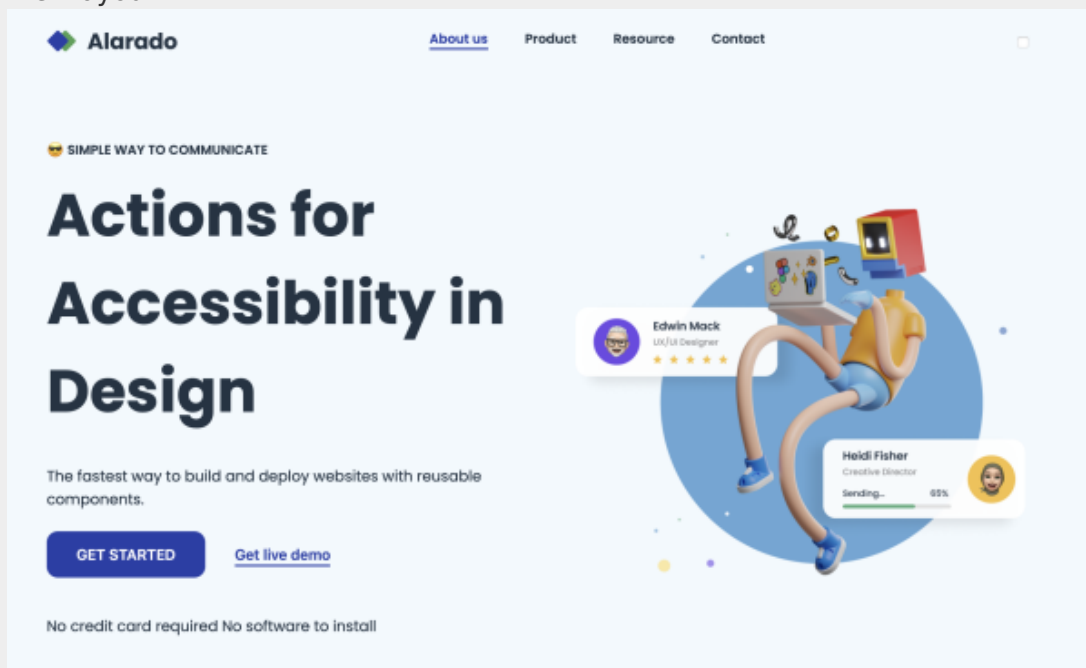 Alarado
About us Product Resource Contact
😎 SIMPLE WAY TO COMMUNICATE
Actions for
Accessibility in
Design
The fastest way to build and deploy websites with reusable
components.
GET STARTED Get live demo
No credit card required No software to install
Edwin Mack
UX/UI Designer
Heidi Fisher
Creative Director
Sending... 65%